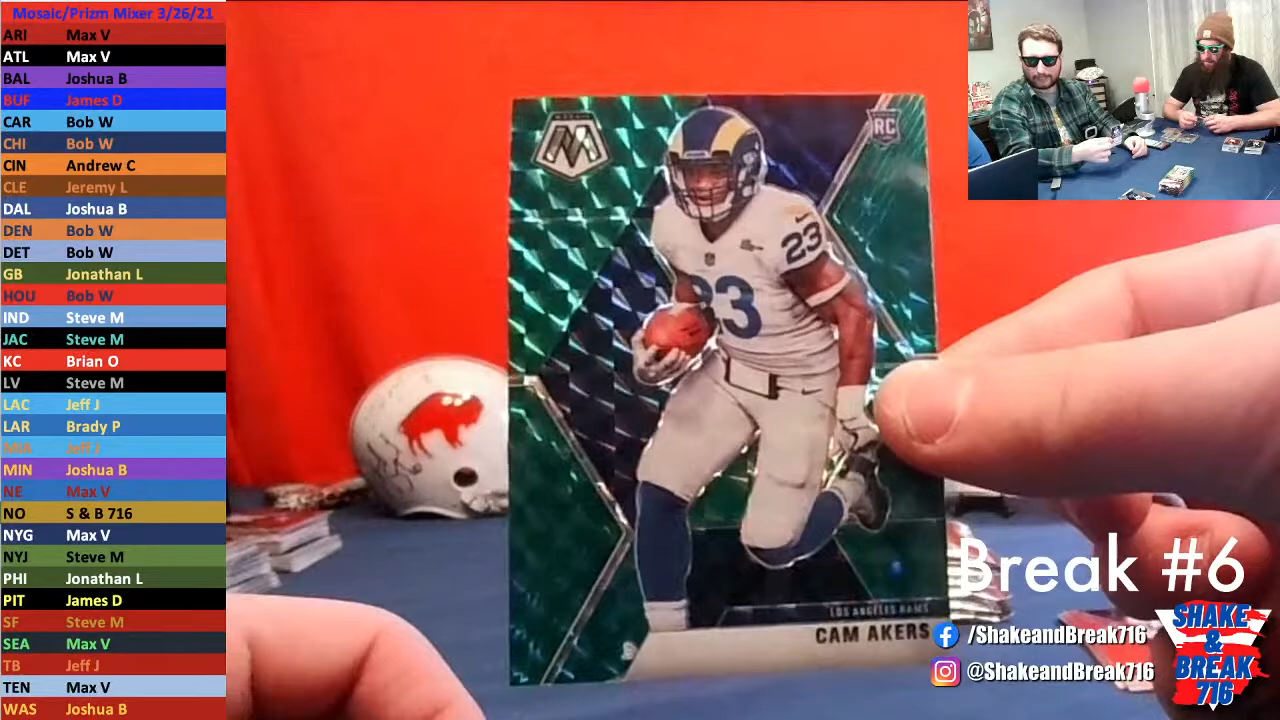 Mosaic/Prizm Mixer 3/26/21
ARI Max V
ATL Max V
BAL Joshua B
BUF James D
CAR Bob W
CHI Bob W
CIN Andrew C
CLE Jeremy L
DAL Joshua B
DEN Bob W
DET Bob W
GB Jonathan L
HOU Bob W
IND Steve M
JAC Steve M
KC Brian O
LV Steve M
LAC Jeff J
LAR Brady P
MIA Jeff J
MIN Joshua B
NE Max V
NO S & B 716
NYG Max V
NYJ Steve M
PHI Jonathan L
PIT James D
SF Steve M
SEA Max V
TB Jeff J
TEN Max V
WAS Joshua B
MOSAIC
M
RC
23
23
LOS ANGELES RAMS
CAM AKERS
Break #6
/ShakeandBreak716
@ShakeandBreak716
SHAKE
&
BREAK
716